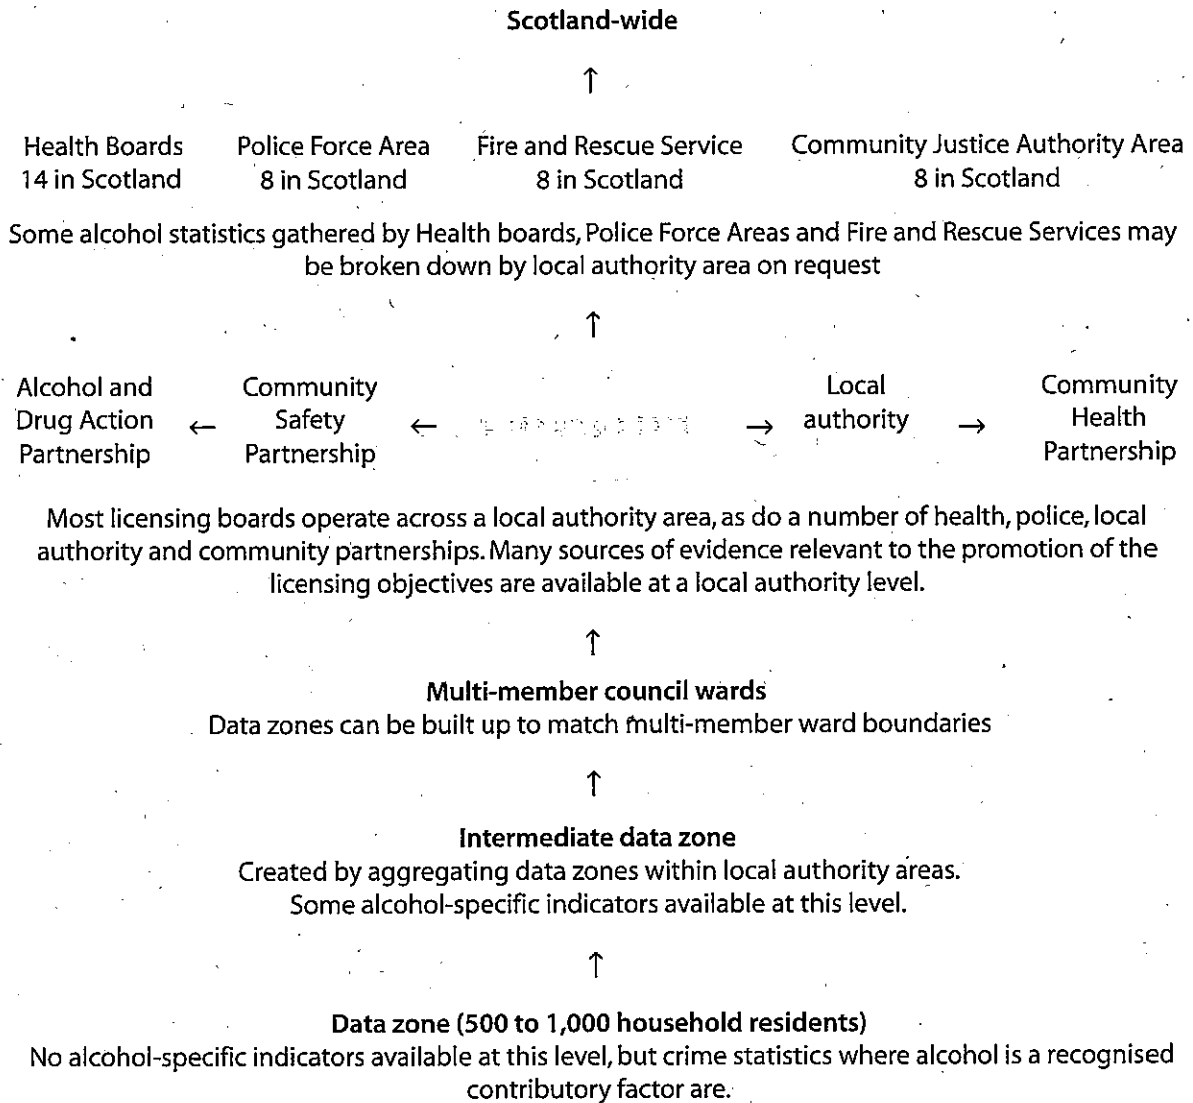 Scotland-wide
↑
Health Boards Police Force Area Fire and Rescue Service Community Justice Authority Area
14 in Scotland 8 in Scotland 8 in Scotland 8 in Scotland
Some alcohol statistics gathered by Health boards, Police Force Areas and Fire and Rescue Services may
be broken down by local authority area on request
↑
Alcohol and Drug Action Partnership ← Community Safety Partnership ← → Local authority → Community Health Partnership
Most licensing boards operate across a local authority area, as do a number of health, police, local
authority and community partnerships. Many sources of evidence relevant to the promotion of the
licensing objectives are available at a local authority level.
↑
Multi-member council wards
Data zones can be built up to match multi-member ward boundaries
↑
Intermediate data zone
Created by aggregating data zones within local authority areas.
Some alcohol-specific indicators available at this level.
↑
Data zone (500 to 1,000 household residents)
No alcohol-specific indicators available at this level, but crime statistics where alcohol is a recognised
contributory factor are.